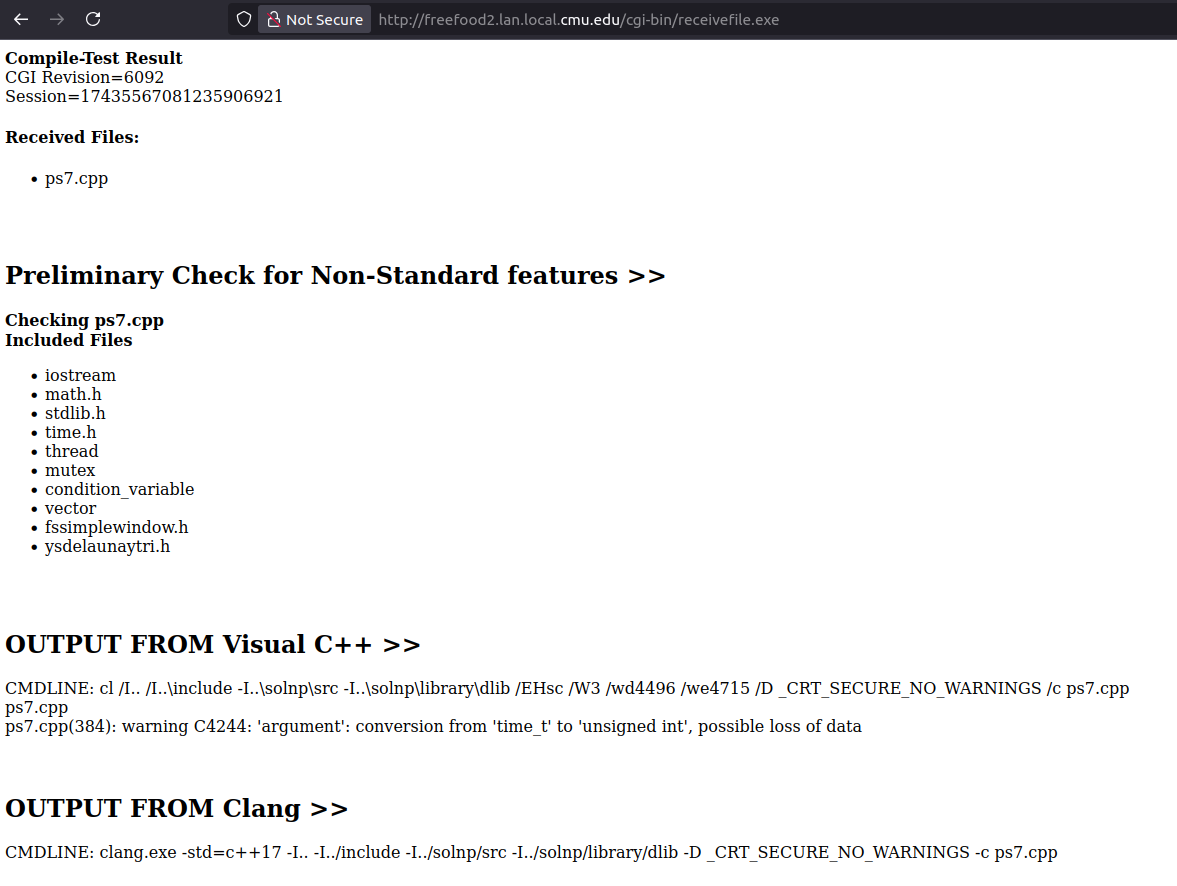 Not Secure http://freefood2.lan.local.cmu.edu/cgi-bin/receivefile.exe
Compile-Test Result
CGI Revision=6092
Session=17435567081235906921
Received Files:
• ps7.cpp
Preliminary Check for Non-Standard features >>
Checking ps7.cpp
Included Files
• iostream
• math.h
• stdlib.h
• time.h
• thread
• mutex
• condition_variable
• vector
• fssimplewindow.h
• ysdelaunaytri.h
OUTPUT FROM Visual C++ >>
CMDLINE: cl /I.. /I..\include -I..\solnp\src -I..\solnp\library\dlib /EHsc /W3 /wd4496 /we4715 /D _CRT_SECURE_NO_WARNINGS /c ps7.cpp
ps7.cpp
ps7.cpp(384): warning C4244: 'argument': conversion from 'time_t' to 'unsigned int', possible loss of data
OUTPUT FROM Clang >>
CMDLINE: clang.exe -std=c++17 -I.. -I../include -I../solnp/src -I../solnp/library/dlib -D _CRT_SECURE_NO_WARNINGS -c ps7.cpp